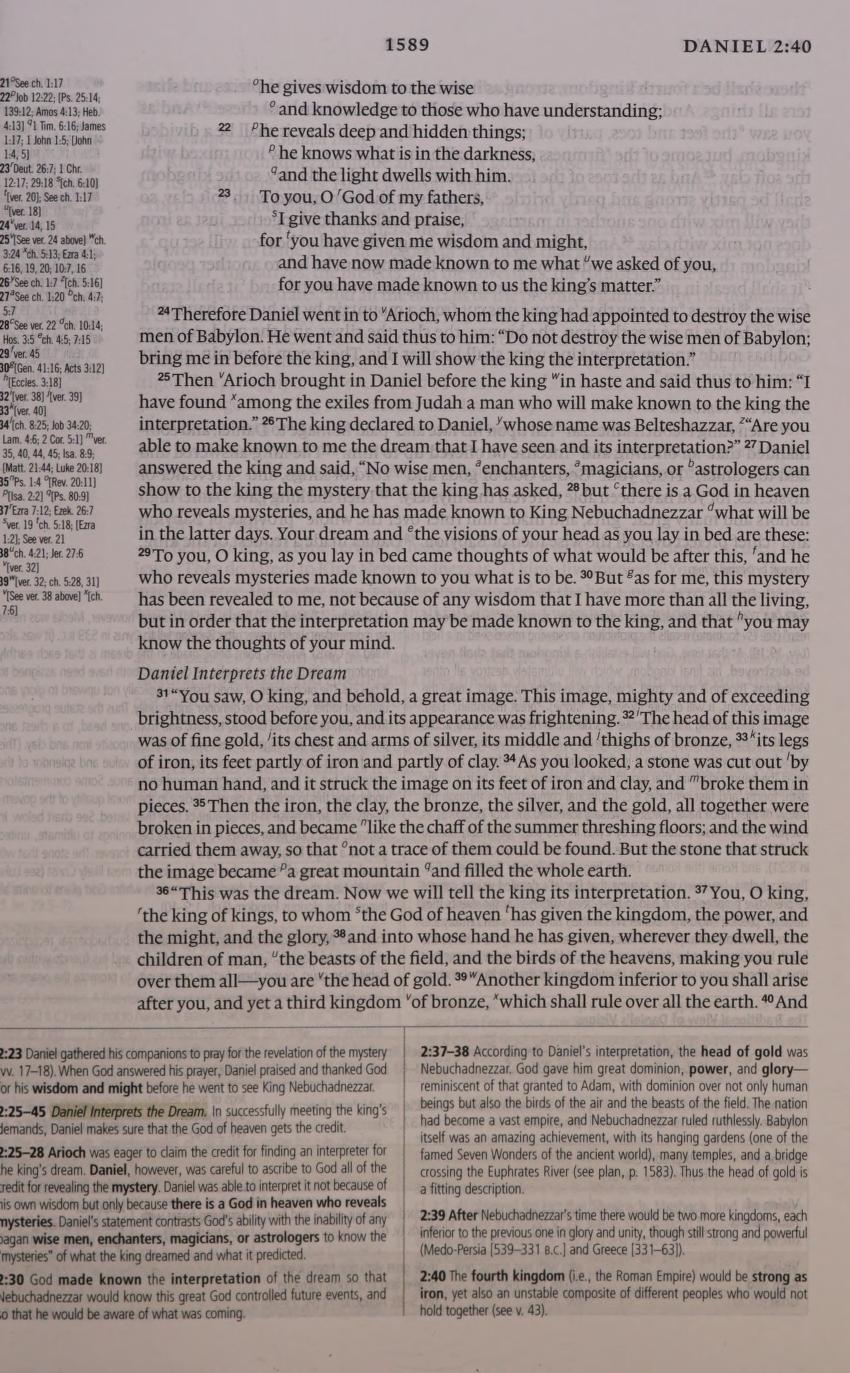 1589 DANIEL 2:40
21 o See ch. 1:17
22 p Job 12:22; [Ps. 25:14;
139:12; Amos 4:13; Heb.
4:13] q 1 Tim. 6:16; James
1:17; 1 John 1:5; [John
1:4, 5]
23 r Deut. 26:7; 1 Chr.
12:17; 29:18 s [ch. 6:10]
t [ver. 20]; See ch. 1:17
u [ver. 18]
24 v ver. 14, 15
25 v [See ver. 24 above] w ch.
3:24 x ch. 5:13; Ezra 4:1;
6:16, 19, 20; 10:7, 16
26 y See ch. 1:7 z [ch. 5:16]
27 a See ch. 1:20 b ch. 4:7;
5:7
28 c See ver. 22 d ch. 10:14;
Hos. 3:5 e ch. 4:5; 7:15
29 f ver. 45
30 g [Gen. 41:16; Acts 3:12]
h [Eccles. 3:18]
32 i [ver. 38] j [ver. 39]
33 k [ver. 40]
34 l [ch. 8:25; Job 34:20;
Lam. 4:6; 2 Cor. 5:1] m ver.
35, 40, 44, 45; Isa. 8:9;
[Matt. 21:44; Luke 20:18]
35 n Ps. 1:4 o [Rev. 20:11]
p [Isa. 2:2] q [Ps. 80:9]
37 r Ezra 7:12; Ezek. 26:7
s ver. 19 t ch. 5:18; [Ezra
1:2]; See ver. 21
38 u ch. 4:21; Jer. 27:6
v [ver. 32]
39 w [ver. 32; ch. 5:28, 31]
v [See ver. 38 above] x [ch.
7:6]
o he gives wisdom to the wise
o and knowledge to those who have understanding;
22 p he reveals deep and hidden things;
p he knows what is in the darkness,
q and the light dwells with him.
23 To you, O r God of my fathers,
s I give thanks and praise,
for t you have given me wisdom and might,
and have now made known to me what u we asked of you,
for you have made known to us the king's matter.”
24 Therefore Daniel went in to v Arioch, whom the king had appointed to destroy the wise
men of Babylon. He went and said thus to him: “Do not destroy the wise men of Babylon;
bring me in before the king, and I will show the king the interpretation.”
25 Then v Arioch brought in Daniel before the king w in haste and said thus to him: “I
have found x among the exiles from Judah a man who will make known to the king the
interpretation.” 26 The king declared to Daniel, y whose name was Belteshazzar, z “Are you
able to make known to me the dream that I have seen and its interpretation?” 27 Daniel
answered the king and said, “No wise men, a enchanters, a magicians, or b astrologers can
show to the king the mystery that the king has asked, 28 but c there is a God in heaven
who reveals mysteries, and he has made known to King Nebuchadnezzar d what will be
in the latter days. Your dream and e the visions of your head as you lay in bed are these:
29 To you, O king, as you lay in bed came thoughts of what would be after this, f and he
who reveals mysteries made known to you what is to be. 30 But g as for me, this mystery
has been revealed to me, not because of any wisdom that I have more than all the living,
but in order that the interpretation may be made known to the king, and that h you may
know the thoughts of your mind.
Daniel Interprets the Dream
31 “You saw, O king, and behold, a great image. This image, mighty and of exceeding
brightness, stood before you, and its appearance was frightening. 32 i The head of this image
was of fine gold, j its chest and arms of silver, its middle and j thighs of bronze, 33 k its legs
of iron, its feet partly of iron and partly of clay. 34 As you looked, a stone was cut out l by
no human hand, and it struck the image on its feet of iron and clay, and m broke them in
pieces. 35 Then the iron, the clay, the bronze, the silver, and the gold, all together were
broken in pieces, and became n like the chaff of the summer threshing floors; and the wind
carried them away, so that o not a trace of them could be found. But the stone that struck
the image became p a great mountain q and filled the whole earth.
36 “This was the dream. Now we will tell the king its interpretation. 37 You, O king,
r the king of kings, to whom s the God of heaven t has given the kingdom, the power, and
the might, and the glory, 38 and into whose hand he has given, wherever they dwell, the
children of man, u the beasts of the field, and the birds of the heavens, making you rule
over them all—you are v the head of gold. 39 w Another kingdom inferior to you shall arise
after you, and yet a third kingdom v of bronze, x which shall rule over all the earth. 40 And
2:23 Daniel gathered his companions to pray for the revelation of the mystery
vv. 17–18). When God answered his prayer, Daniel praised and thanked God
or his wisdom and might before he went to see King Nebuchadnezzar.
2:25–45 Daniel Interprets the Dream. In successfully meeting the king's
demands, Daniel makes sure that the God of heaven gets the credit.
2:25–28 Arioch was eager to claim the credit for finding an interpreter for
he king's dream. Daniel, however, was careful to ascribe to God all of the
redit for revealing the mystery. Daniel was able to interpret it not because of
is own wisdom but only because there is a God in heaven who reveals
mysteries. Daniel's statement contrasts God's ability with the inability of any
pagan wise men, enchanters, magicians, or astrologers to know the
“mysteries” of what the king dreamed and what it predicted.
2:30 God made known the interpretation of the dream so that
Nebuchadnezzar would know this great God controlled future events, and
o that he would be aware of what was coming.
2:37–38 According to Daniel's interpretation, the head of gold was
Nebuchadnezzar. God gave him great dominion, power, and glory—
reminiscent of that granted to Adam, with dominion over not only human
beings but also the birds of the air and the beasts of the field. The nation
had become a vast empire, and Nebuchadnezzar ruled ruthlessly. Babylon
itself was an amazing achievement, with its hanging gardens (one of the
famed Seven Wonders of the ancient world), many temples, and a bridge
crossing the Euphrates River (see plan, p. 1583). Thus the head of gold is
a fitting description.
2:39 After Nebuchadnezzar's time there would be two more kingdoms, each
inferior to the previous one in glory and unity, though still strong and powerful
(Medo-Persia [539–331 B.C.] and Greece [331–63]).
2:40 The fourth kingdom (i.e., the Roman Empire) would be strong as
iron, yet also an unstable composite of different peoples who would not
hold together (see v. 43).